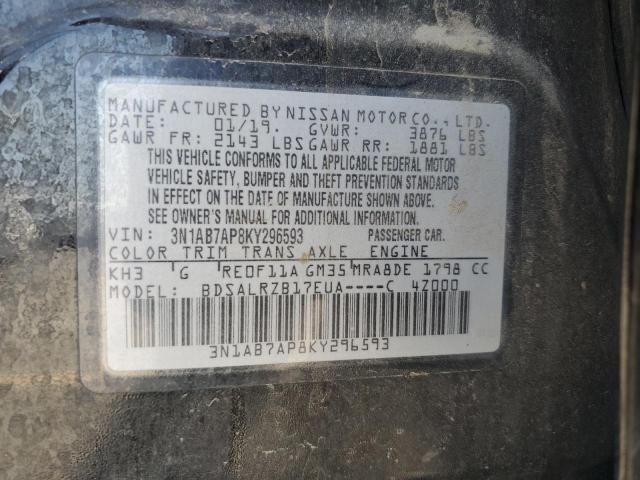 MANUFACTURED BY NISSAN MOTOR CO., LTD.
DATE: 01/19. GVWR: 3876 LBS
GAWR FR: 2143 LBS GAWR RR: 1881 LBS
THIS VEHICLE CONFORMS TO ALL APPLICABLE FEDERAL MOTOR
VEHICLE SAFETY, BUMPER AND THEFT PREVENTION STANDARDS
IN EFFECT ON THE DATE OF MANUFACTURE SHOWN ABOVE.
SEE OWNER'S MANUAL FOR ADDITIONAL INFORMATION.
VIN: 3N1AB7AP8KY296593 PASSENGER CAR.
COLOR TRIM TRANS AXLE ENGINE
KH3 G RE0F11A GM35 MRA8DE 1798 CC
MODEL: BDSALRZB17EUA----C 4Z000
3N1AB7AP8KY296593